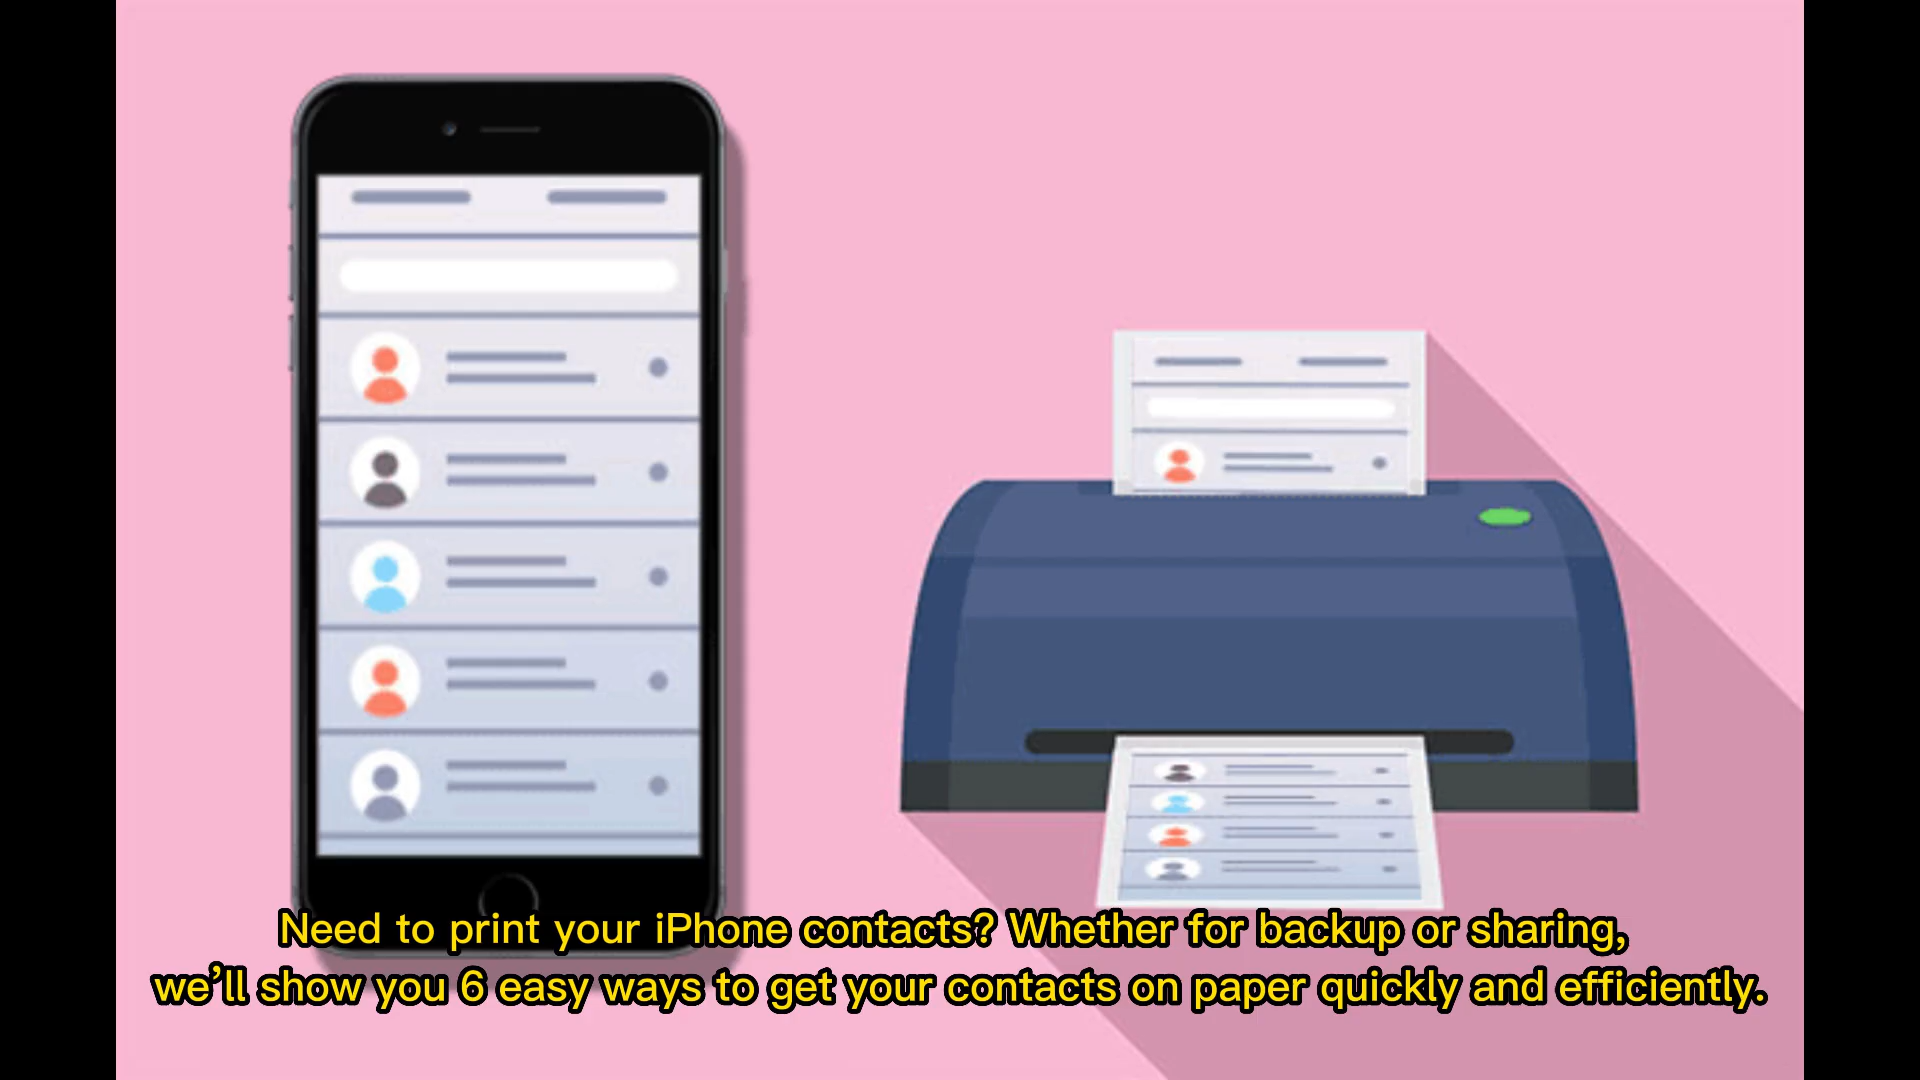 Need to print your iPhone contacts? Whether for backup or sharing,
we’ll show you 6 easy ways to get your contacts on paper quickly and efficiently.